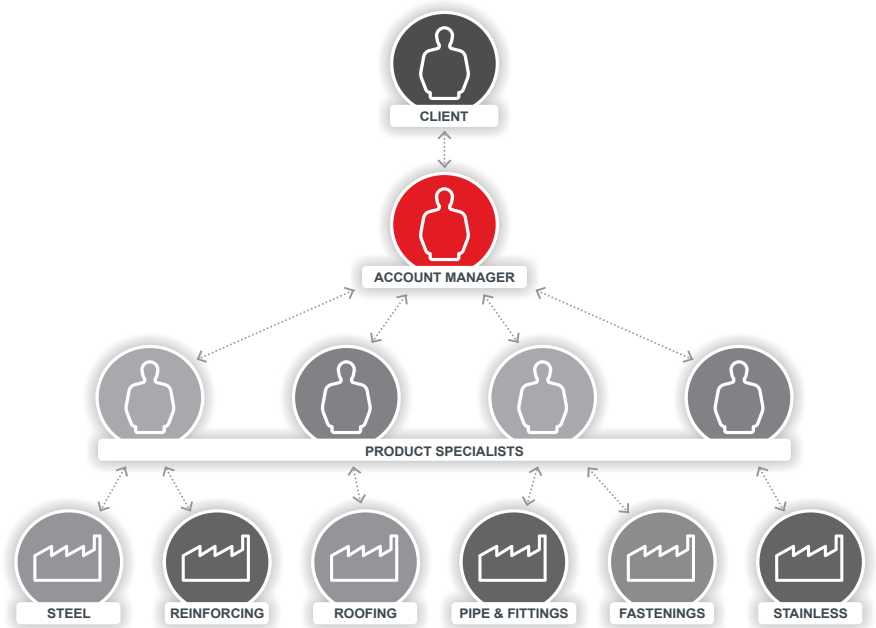 CLIENT
ACCOUNT MANAGER
PRODUCT SPECIALISTS
STEEL
REINFORCING
ROOFING
PIPE & FITTINGS
FASTENINGS
STAINLESS